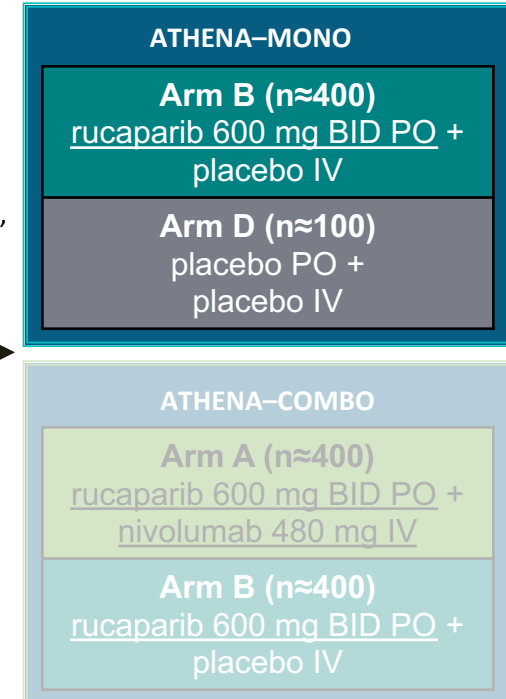 ATHENA–MONO
Arm B (n≈400)
rucaparib 600 mg BID PO +
placebo IV
,
Arm D (n≈100)
placebo PO +
placebo IV
ATHENA–COMBO
Arm A (n≈400)
rucaparib 600 mg BID PO +
nivolumab 480 mg IV
Arm B (n≈400)
rucaparib 600 mg BID PO +
placebo IV